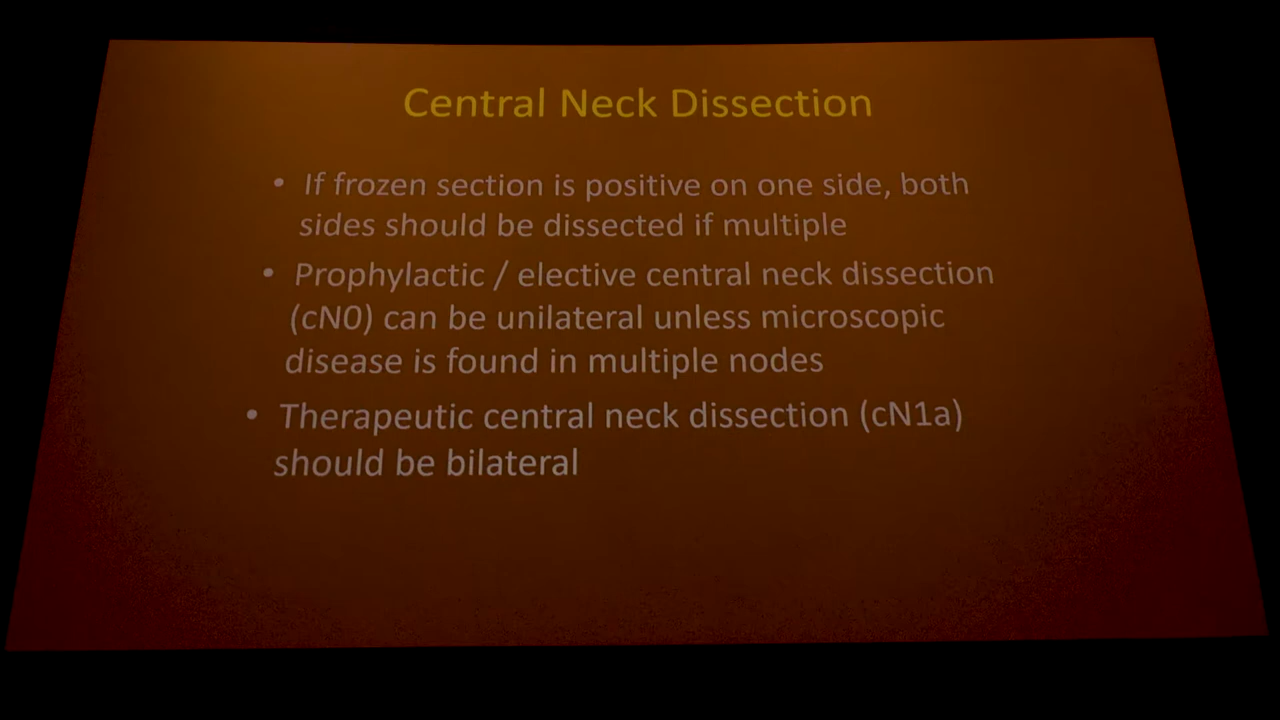 Central Neck Dissection
• If frozen section is positive on one side, both
sides should be dissected if multiple
• Prophylactic / elective central neck dissection
(cN0) can be unilateral unless microscopic
disease is found in multiple nodes
• Therapeutic central neck dissection (cN1a)
should be bilateral